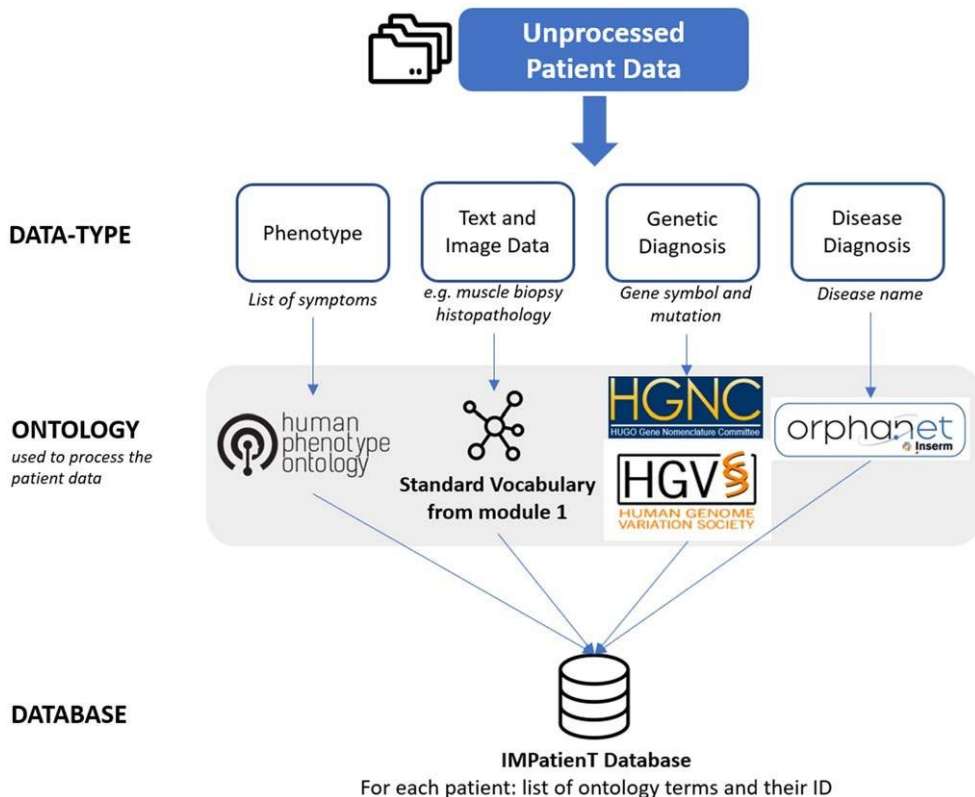 Unprocessed
Patient Data
DATA-TYPE
Phenotype
Text and
Image Data
Genetic
Diagnosis
Disease
Diagnosis
List of symptoms
e.g. muscle biopsy
histopathology
Gene symbol and
mutation
Disease name
ONTOLOGY
used to process the
patient data
human
phenotype
ontology
Standard Vocabulary
from module 1
HGNC
HUGO Gene Nomenclature Committee
HGVS
HUMAN GENOME
VARIATION SOCIETY
orphanet
Inserm
DATABASE
IMPatienT Database
For each patient: list of ontology terms and their ID